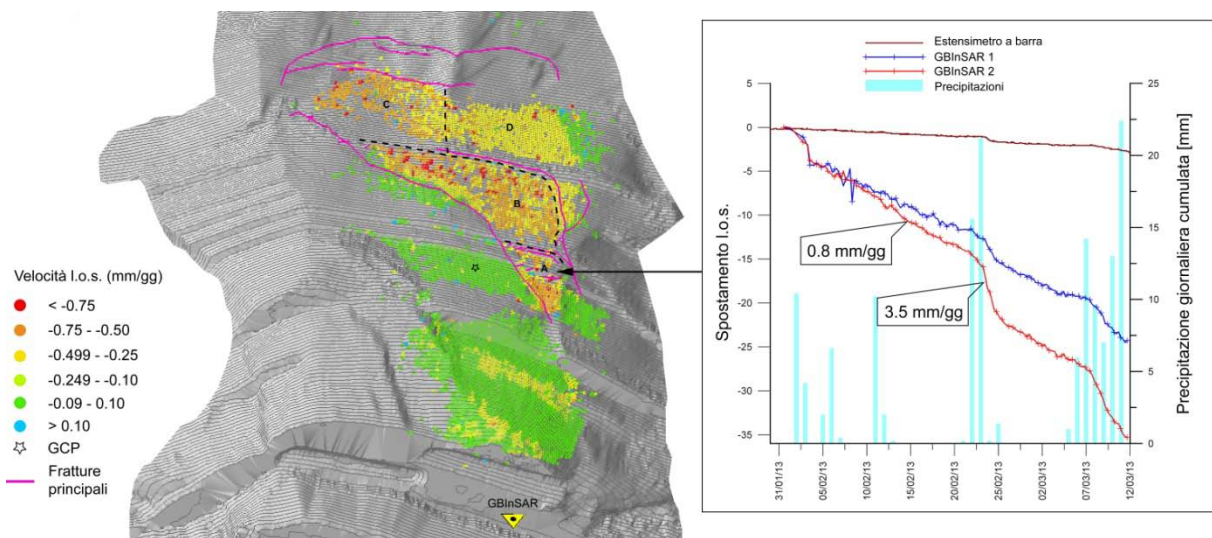 C
D
B
A
Velocità l.o.s. (mm/gg)
< -0.75
-0.75 - -0.50
-0.499 - -0.25
-0.249 - -0.10
-0.09 - 0.10
> 0.10
GCP
Fratture
principali
GBInSAR
Estensimetro a barra
GBInSAR 1
GBInSAR 2
Precipitazioni
Spostamento l.o.s.
5
0
-5
-10
-15
-20
-25
-30
-35
0.8 mm/gg
3.5 mm/gg
25
20
15
10
5
0
Precipitazione giornaliera cumulata [mm]
31/01/13
05/02/13
10/02/13
15/02/13
20/02/13
25/02/13
02/03/13
07/03/13
12/03/13